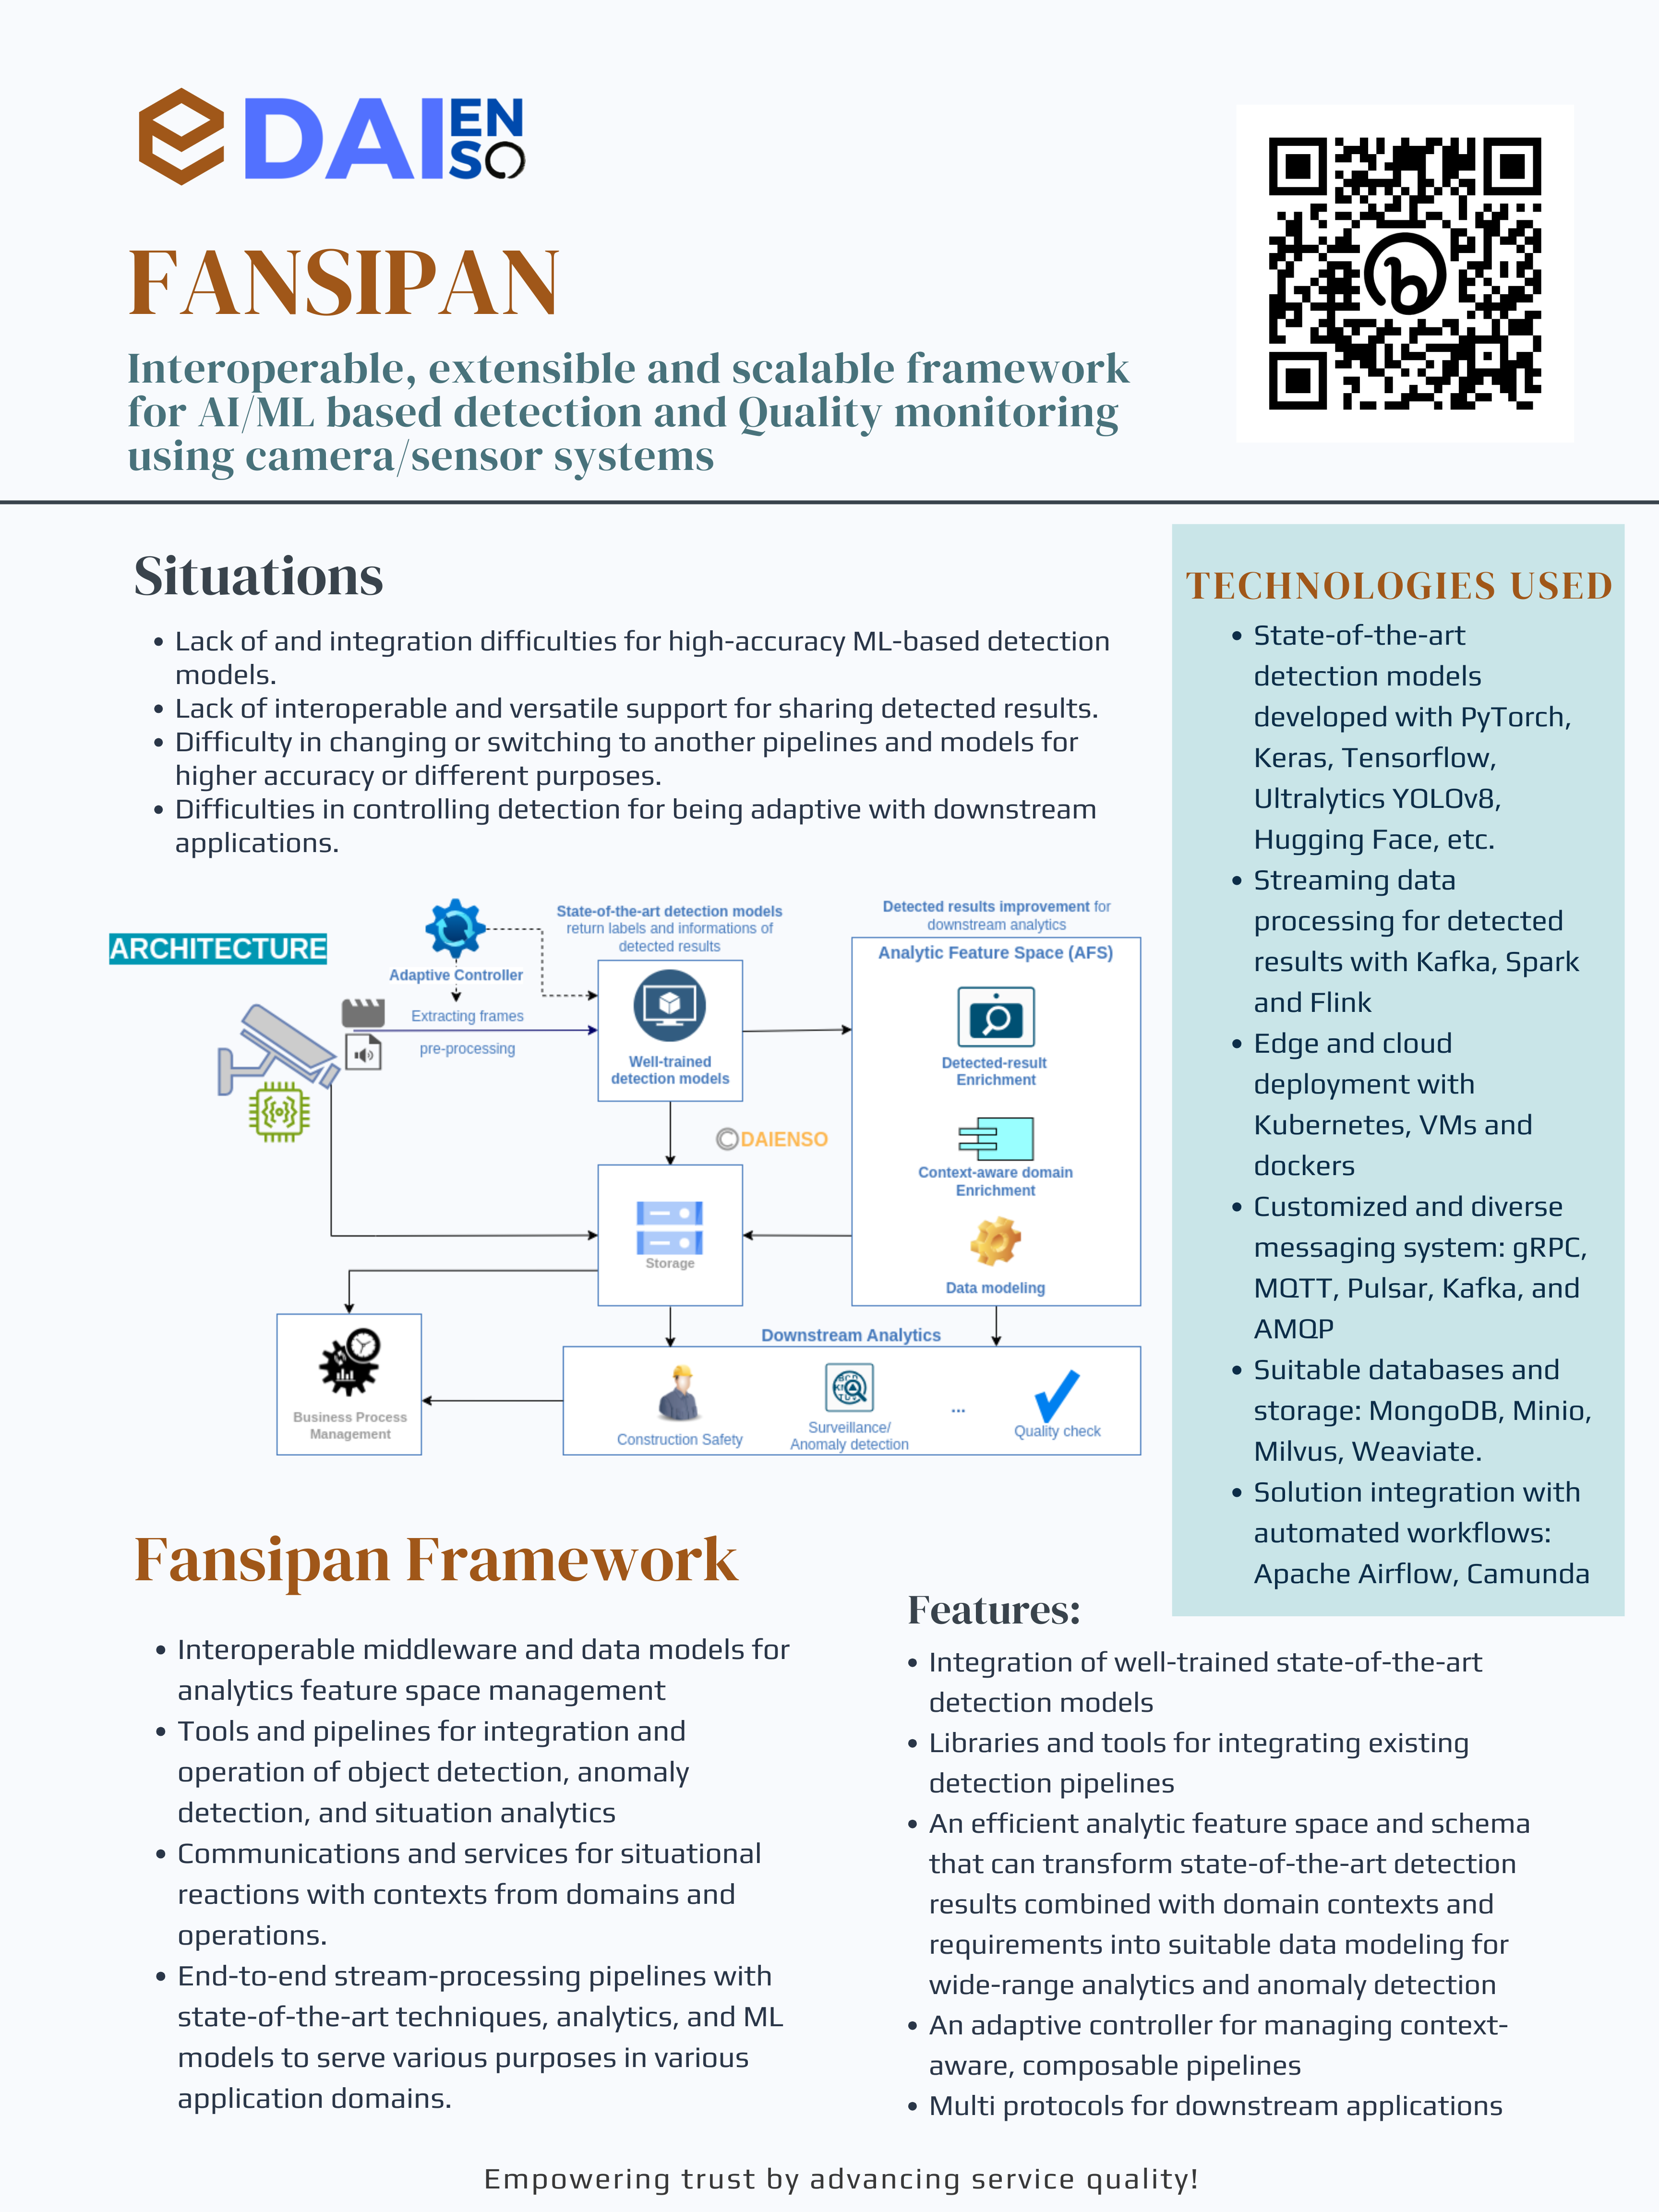 DAI EN SO
FANSIPAN
Interoperable, extensible and scalable framework
for AI/ML based detection and Quality monitoring
using camera/sensor systems
Situations
• Lack of and integration difficulties for high-accuracy ML-based detection
models.
• Lack of interoperable and versatile support for sharing detected results.
• Difficulty in changing or switching to another pipelines and models for
higher accuracy or different purposes.
• Difficulties in controlling detection for being adaptive with downstream
applications.
ARCHITECTURE
Adaptive Controller
Extracting frames
pre-processing
State-of-the-art detection models
return labels and informations of
detected results
Well-trained
detection models
Detected results improvement for
downstream analytics
Analytic Feature Space (AFS)
Detected-result
Enrichment
Context-aware domain
Enrichment
Data modeling
© DAIENSO
Storage
Business Process
Management
Downstream Analytics
Construction Safety
Surveillance/
Anomaly detection
...
Quality check
TECHNOLOGIES USED
• State-of-the-art
detection models
developed with PyTorch,
Keras, Tensorflow,
Ultralytics YOLOv8,
Hugging Face, etc.
• Streaming data
processing for detected
results with Kafka, Spark
and Flink
• Edge and cloud
deployment with
Kubernetes, VMs and
dockers
• Customized and diverse
messaging system: gRPC,
MQTT, Pulsar, Kafka, and
AMQP
• Suitable databases and
storage: MongoDB, Minio,
Milvus, Weaviate.
• Solution integration with
automated workflows:
Apache Airflow, Camunda
Fansipan Framework
• Interoperable middleware and data models for
analytics feature space management
• Tools and pipelines for integration and
operation of object detection, anomaly
detection, and situation analytics
• Communications and services for situational
reactions with contexts from domains and
operations.
• End-to-end stream-processing pipelines with
state-of-the-art techniques, analytics, and ML
models to serve various purposes in various
application domains.
Features:
• Integration of well-trained state-of-the-art
detection models
• Libraries and tools for integrating existing
detection pipelines
• An efficient analytic feature space and schema
that can transform state-of-the-art detection
results combined with domain contexts and
requirements into suitable data modeling for
wide-range analytics and anomaly detection
• An adaptive controller for managing context-
aware, composable pipelines
• Multi protocols for downstream applications
Empowering trust by advancing service quality!